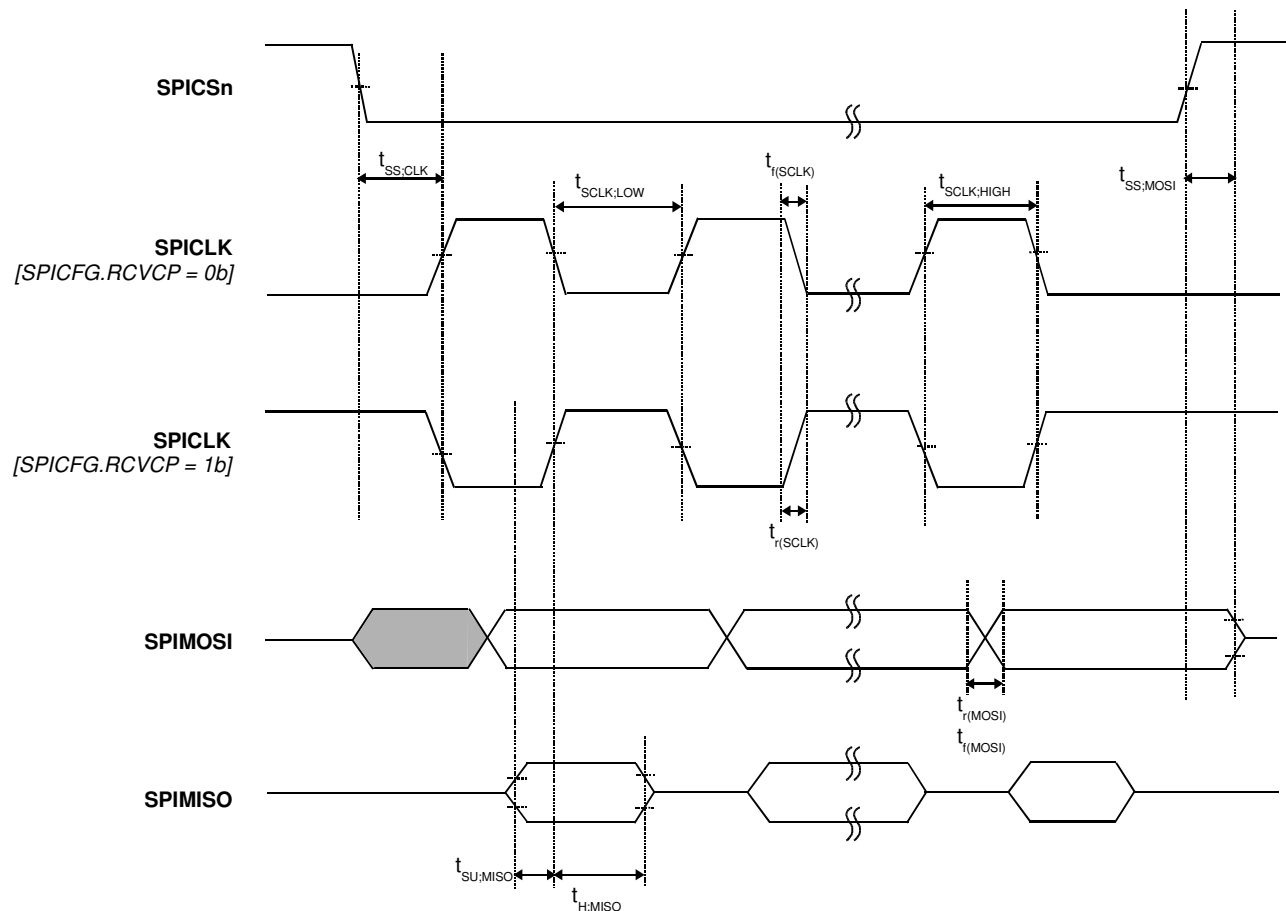 SPICSn
tSS;CLK
tSCLK;LOW
tf(SCLK)
tSCLK;HIGH
tSS;MOSI
SPICLK
[SPICFG.RCVCP = 0b]
SPICLK
[SPICFG.RCVCP = 1b]
tr(SCLK)
SPIMOSI
tr(MOSI)
tf(MOSI)
SPIMISO
tSU;MISO
tH;MISO